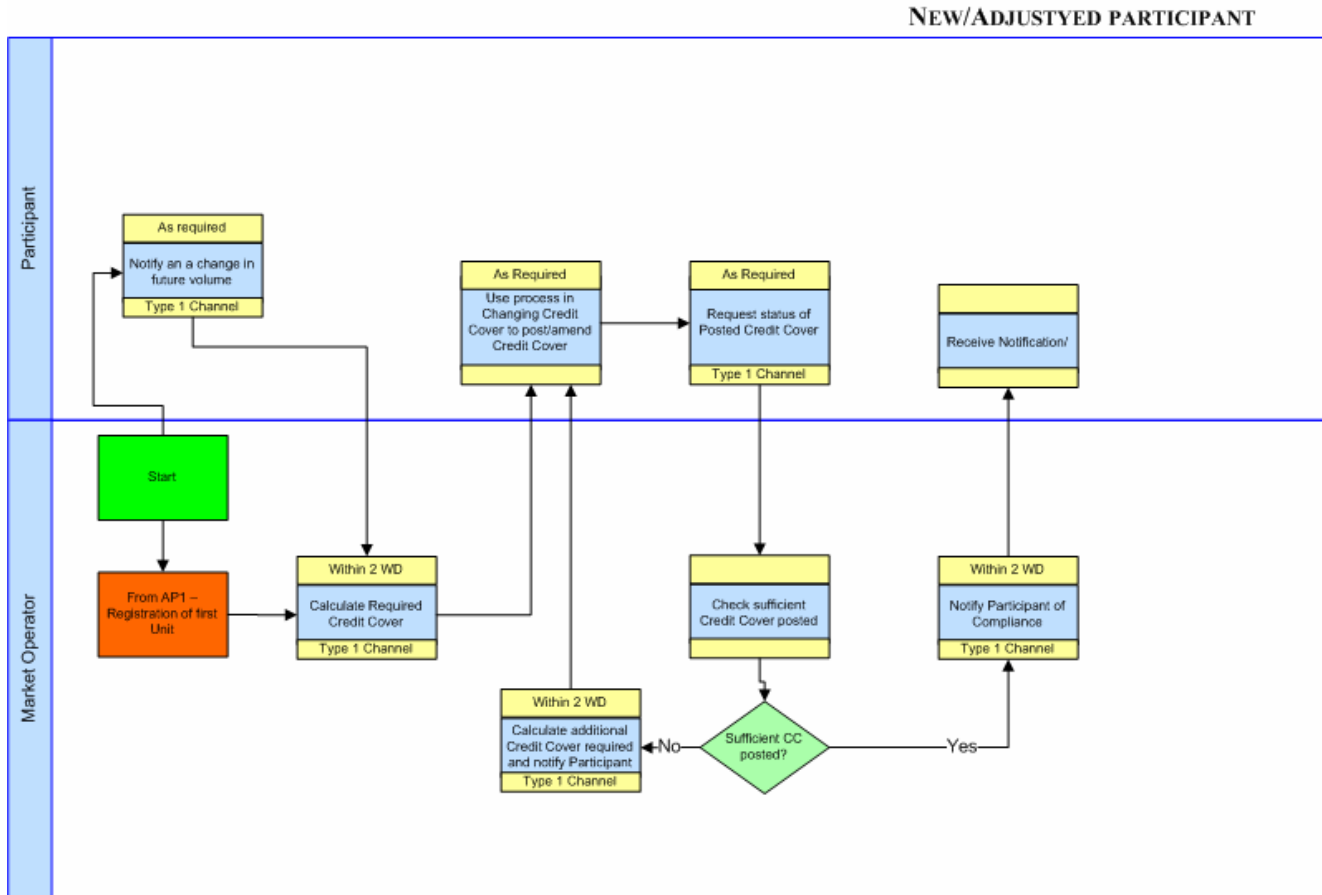 NEW/ADJUSTYED PARTICIPANT
Participant
As required
Notify an a change in
future volume
Type 1 Channel
As Required
Use process in
Changing Credit
Cover to post/amend
Credit Cover
As Required
Request status of
Posted Credit Cover
Type 1 Channel
Receive Notification/
Market Operator
Start
From AP1 –
Registration of first
Unit
Within 2 WD
Calculate Required
Credit Cover
Type 1 Channel
Check sufficient
Credit Cover posted
Within 2 WD
Notify Participant of
Compliance
Type 1 Channel
Within 2 WD
Calculate additional
Credit Cover required
and notify Participant
Type 1 Channel
No
Sufficient CC
posted?
Yes